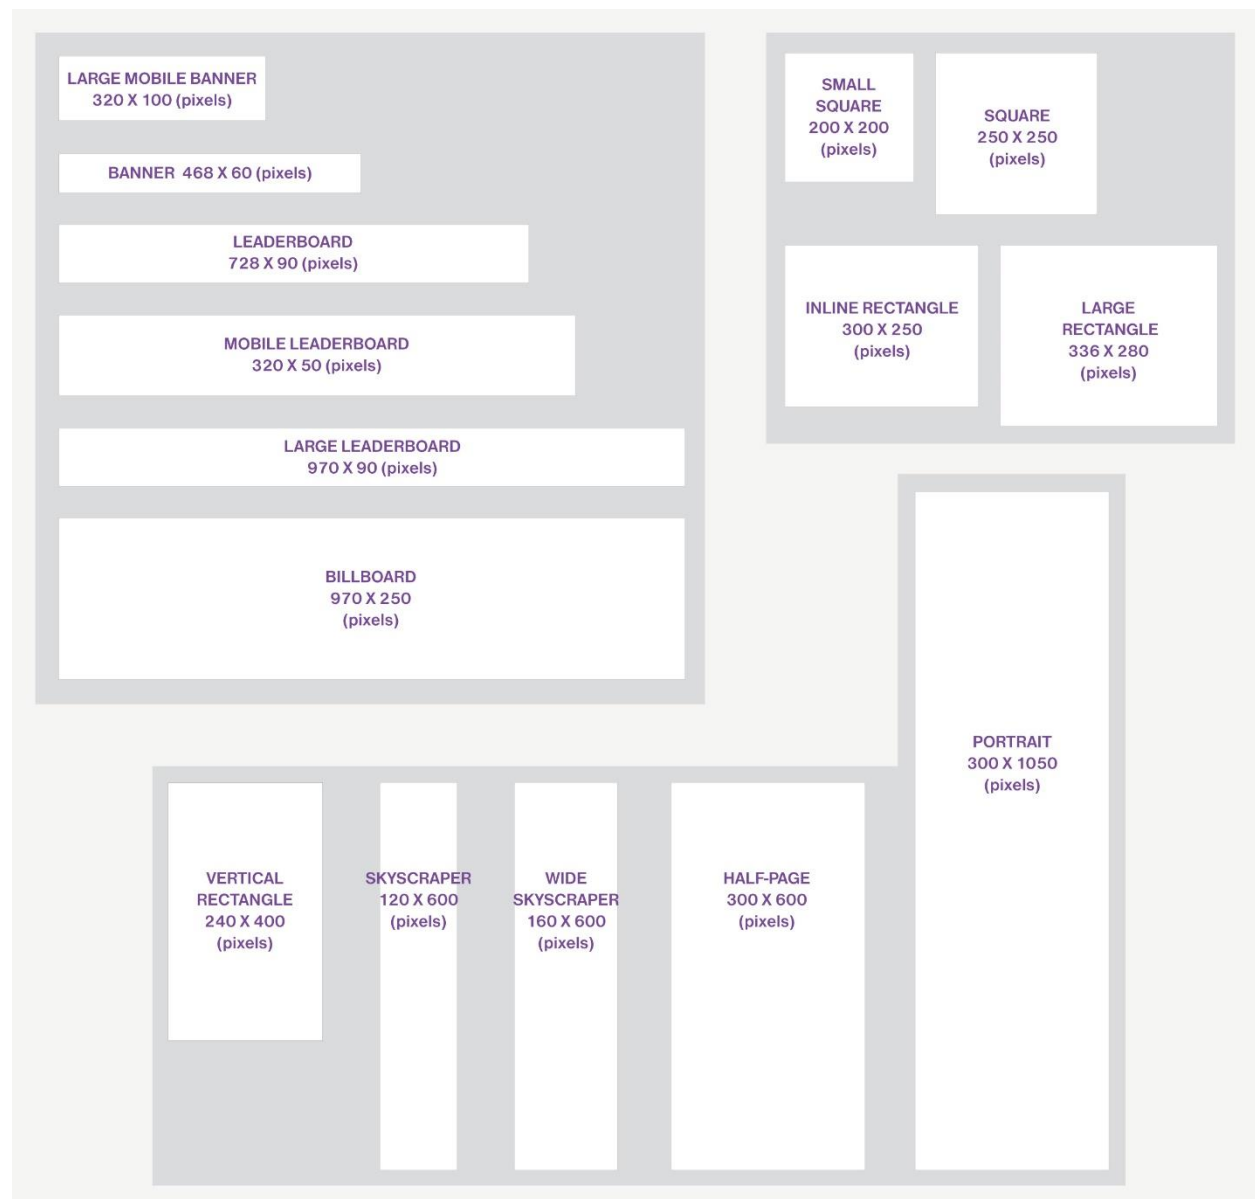 LARGE MOBILE BANNER
320 X 100 (pixels)
BANNER 468 X 60 (pixels)
LEADERBOARD
728 X 90 (pixels)
MOBILE LEADERBOARD
320 X 50 (pixels)
LARGE LEADERBOARD
970 X 90 (pixels)
BILLBOARD
970 X 250
(pixels)
SMALL
SQUARE
200 X 200
(pixels)
SQUARE
250 X 250
(pixels)
INLINE RECTANGLE
300 X 250
(pixels)
LARGE
RECTANGLE
336 X 280
(pixels)
VERTICAL
RECTANGLE
240 X 400
(pixels)
SKYSCRAPER
120 X 600
(pixels)
WIDE
SKYSCRAPER
160 X 600
(pixels)
HALF-PAGE
300 X 600
(pixels)
PORTRAIT
300 X 1050
(pixels)